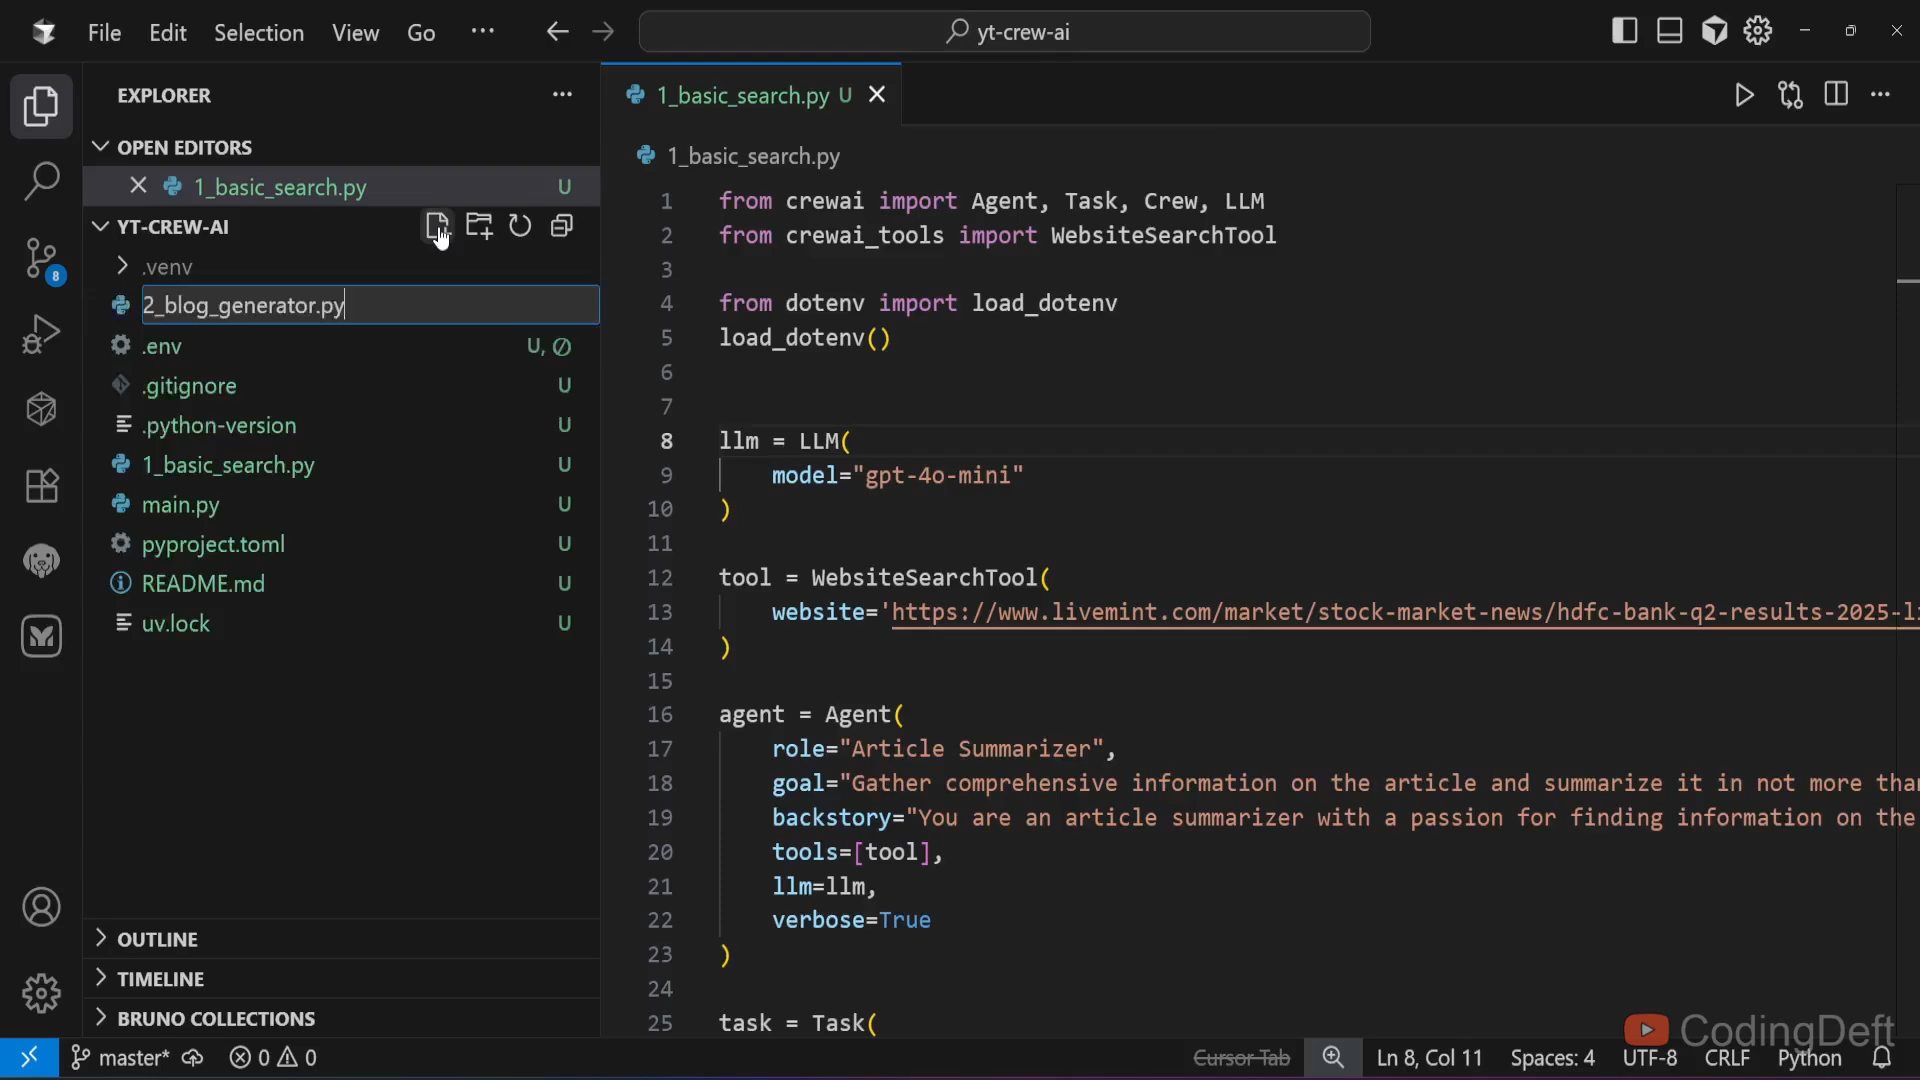 File Edit Selection View Go ... yt-crew-ai
EXPLORER
OPEN EDITORS
1_basic_search.py U
YT-CREW-AI
.venv
2_blog_generator.py
.env U,
.gitignore U
.python-version U
1_basic_search.py U
main.py U
pyproject.toml U
README.md U
uv.lock U
OUTLINE
TIMELINE
BRUNO COLLECTIONS
8
1_basic_search.py U
1_basic_search.py
1 from crewai import Agent, Task, Crew, LLM
2 from crewai_tools import WebsiteSearchTool
3
4 from dotenv import load_dotenv
5 load_dotenv()
6
7
8 llm = LLM(
9 model="gpt-4o-mini"
10 )
11
12 tool = WebsiteSearchTool(
13 website='https://www.livemint.com/market/stock-market-news/hdfc-bank-q2-results-2025-li
14 )
15
16 agent = Agent(
17 role="Article Summarizer",
18 goal="Gather comprehensive information on the article and summarize it in not more than
19 backstory="You are an article summarizer with a passion for finding information on the
20 tools=[tool],
21 llm=llm,
22 verbose=True
23 )
24
25 task = Task(
CodingDeft
master* 0 0 Cursor Tab Ln 8, Col 11 Spaces: 4 UTF-8 CRLF Python